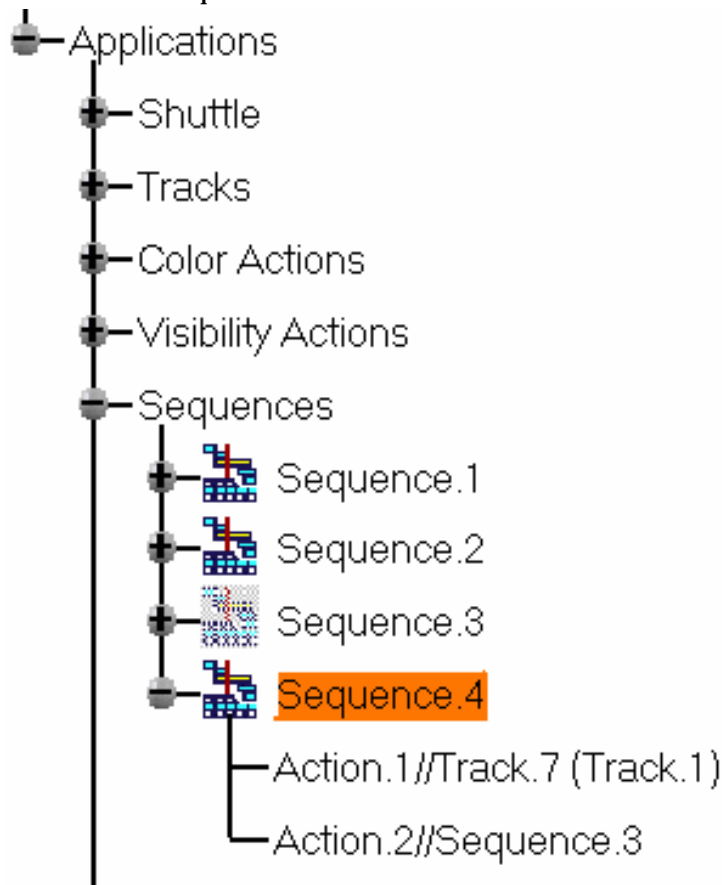 Applications
Shuttle
Tracks
Color Actions
Visibility Actions
Sequences
Sequence.1
Sequence.2
Sequence.3
Sequence.4
Action.1//Track.7 (Track.1)
Action.2//Sequence.3